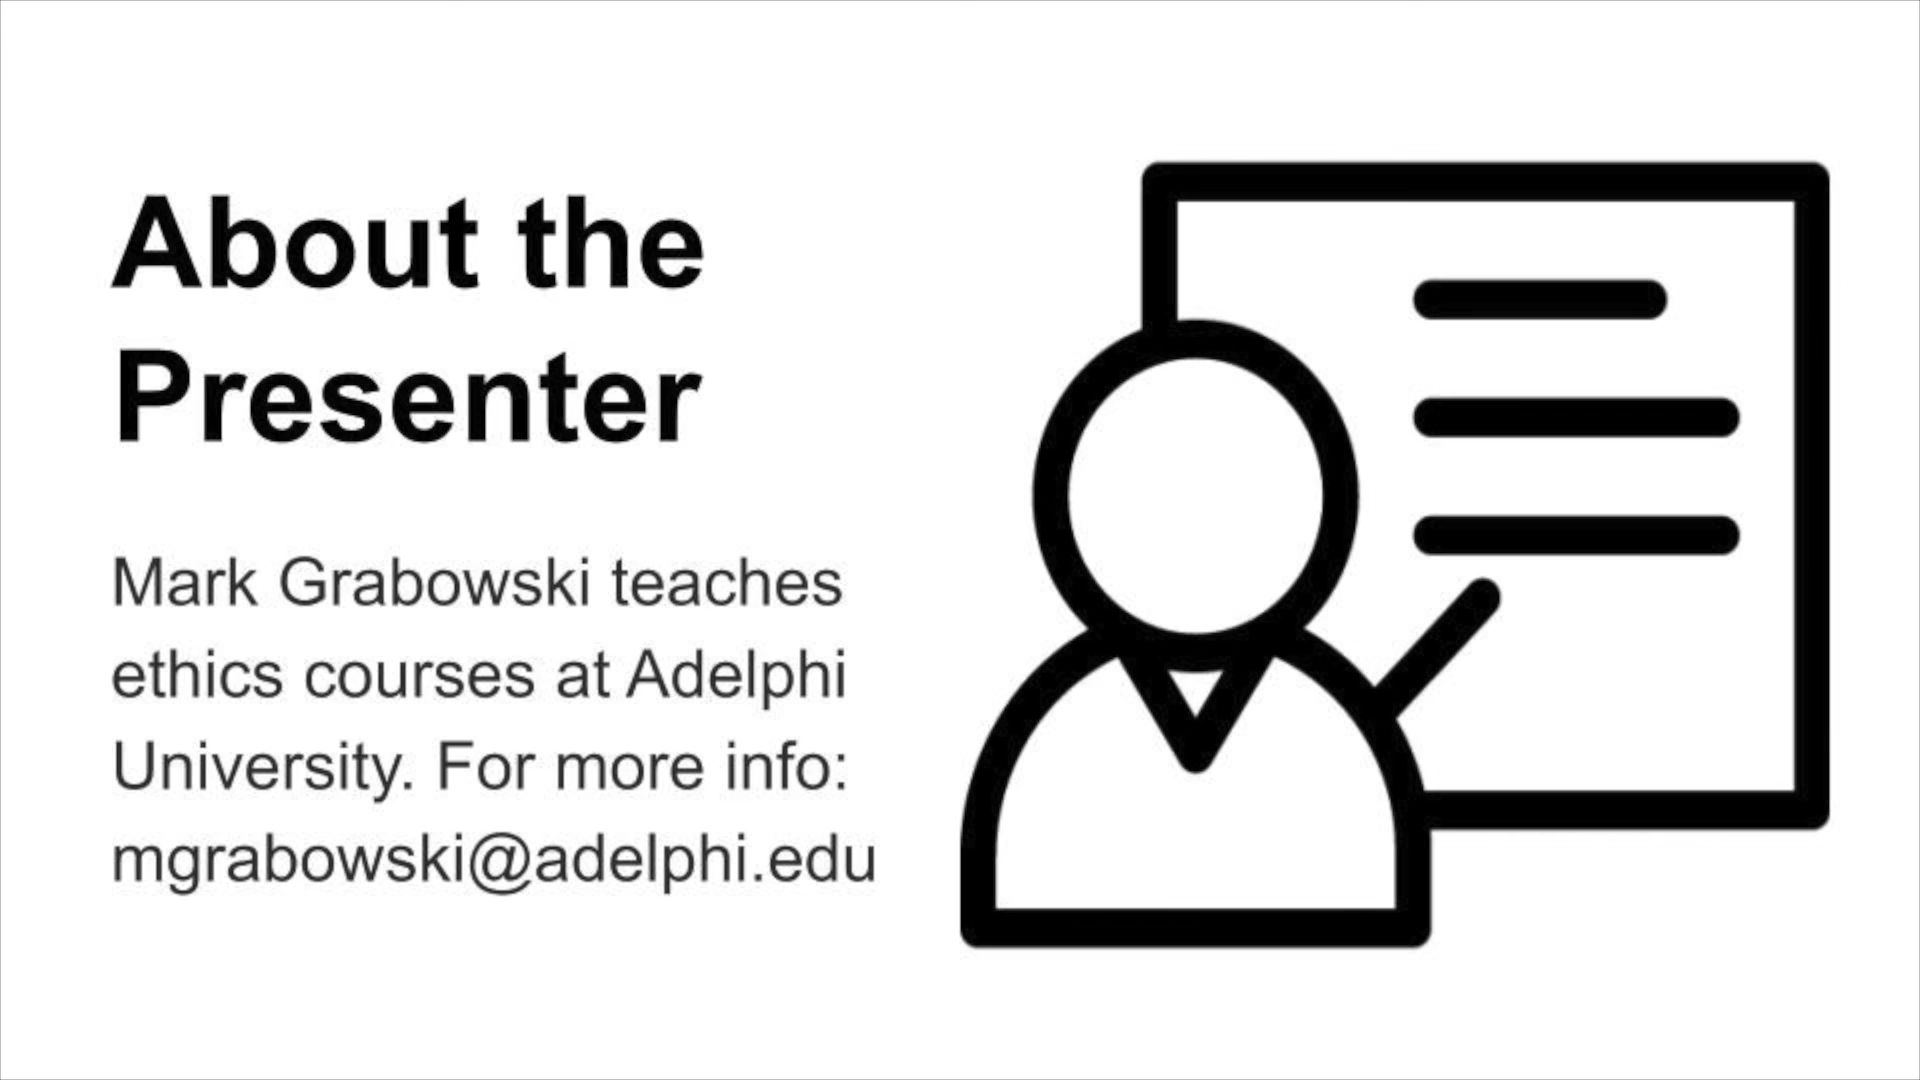 About the
Presenter
Mark Grabowski teaches
ethics courses at Adelphi
University. For more info:
mgrabowski@adelphi.edu